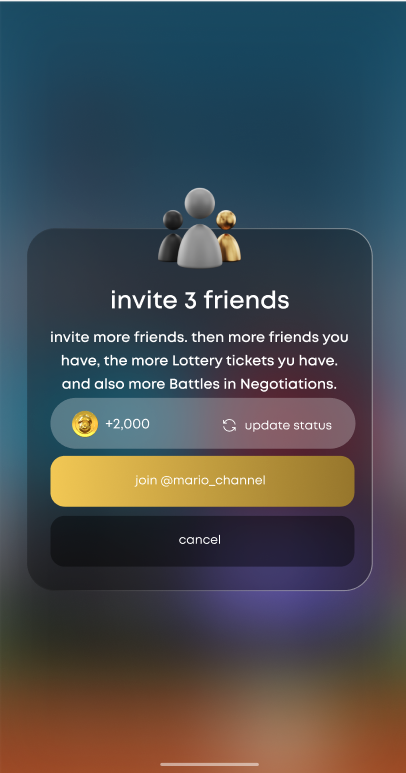 invite 3 friends
invite more friends. then more friends you
have, the more Lottery tickets yu have.
and also more Battles in Negotiations.
+2,000
update status
join @mario_channel
cancel